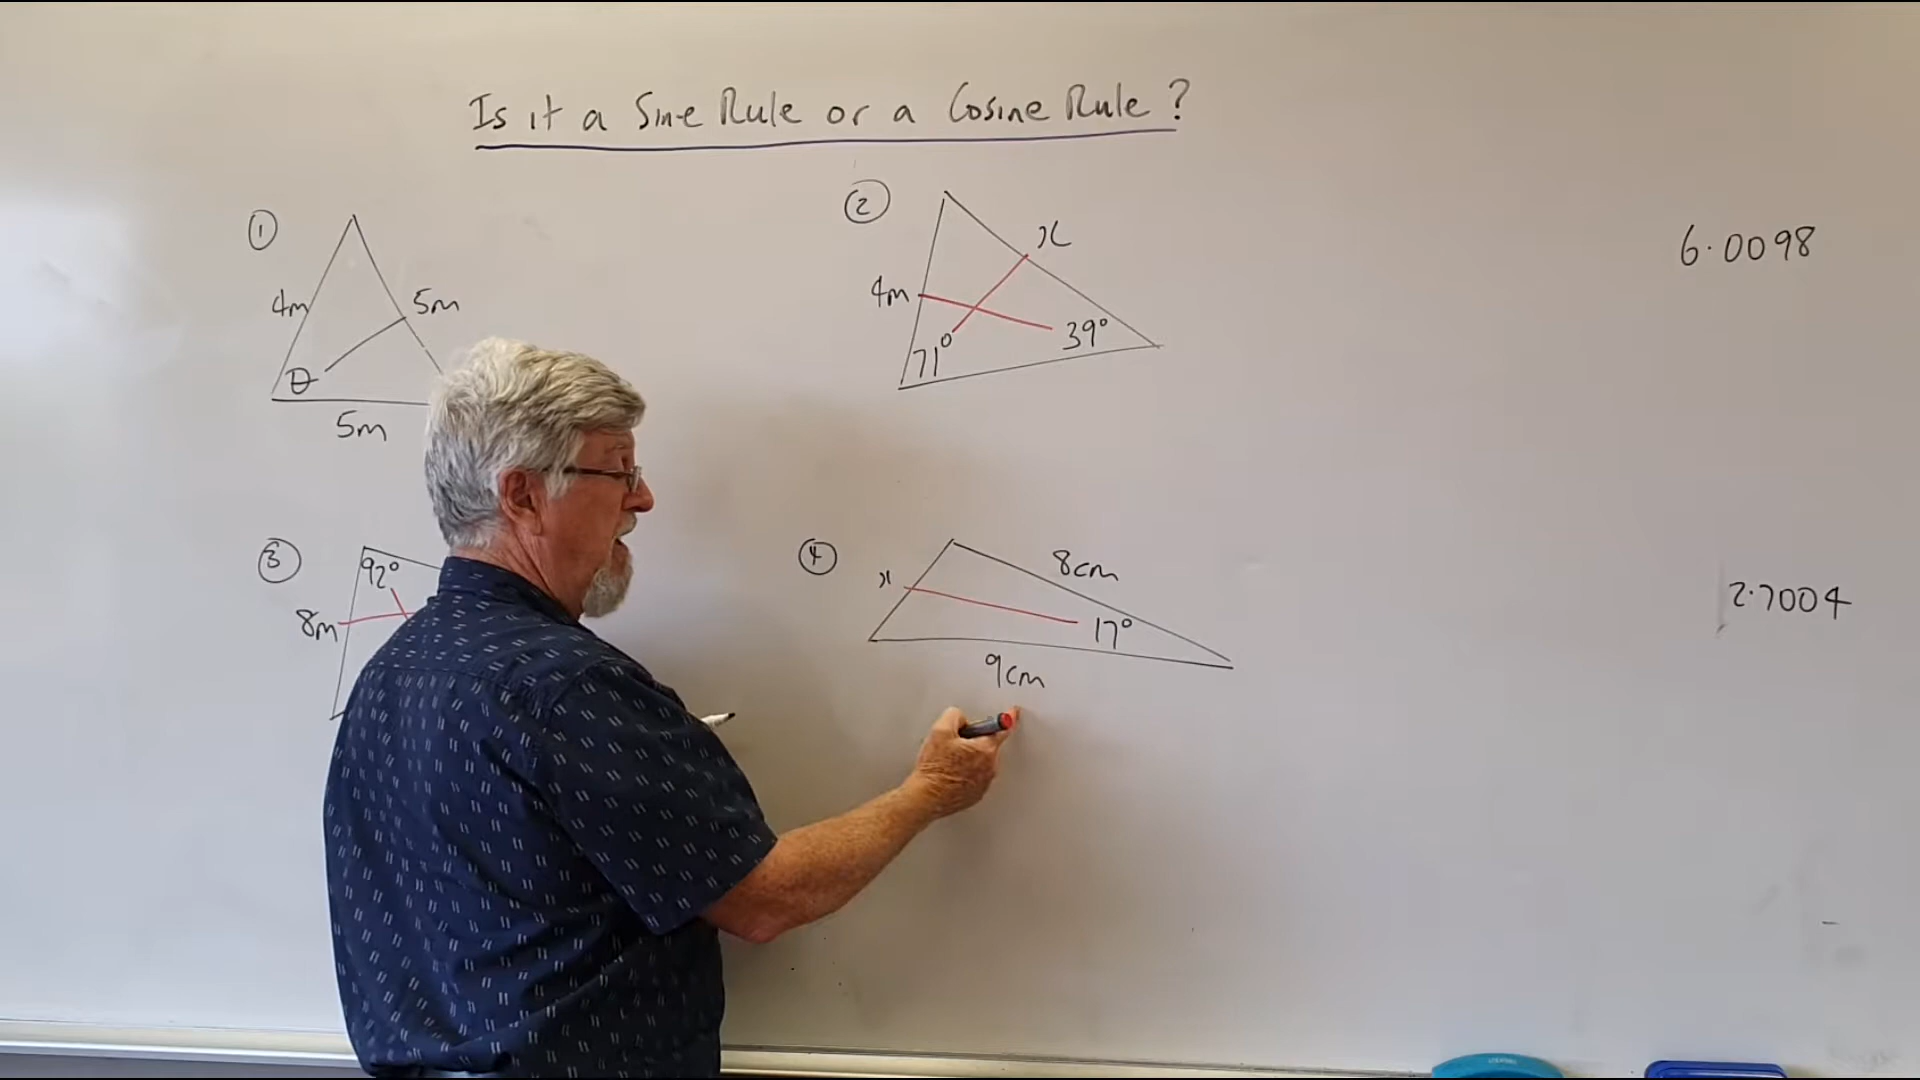 Is it a Sine Rule or a Cosine Rule?
①
4m
5m
θ
5m
②
x
4m
71°
39°
6.0098
③
92°
8m
④
x
8cm
17°
9cm
2.7004